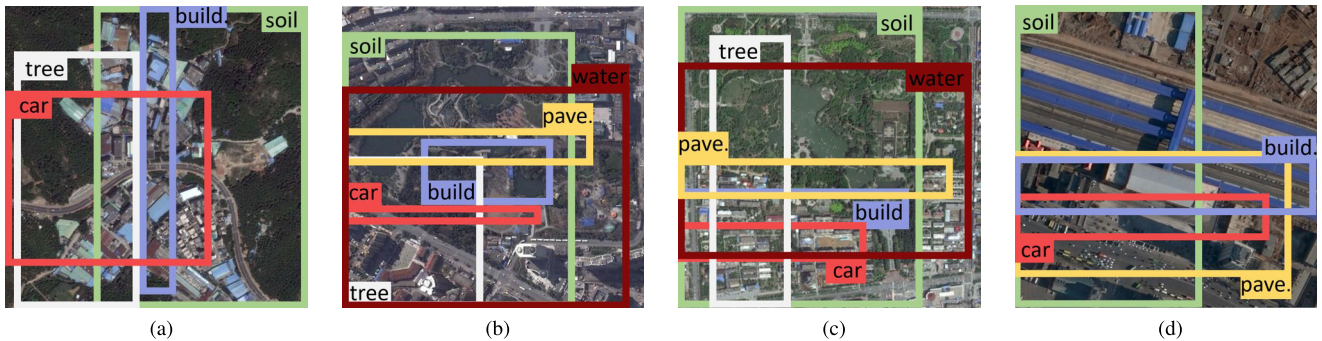 build.
soil
tree
car
soil
water
pave.
build
car
tree
tree
water
pave.
build
car
soil
soil
build.
car
pave.
(a)
(b)
(c)
(d)